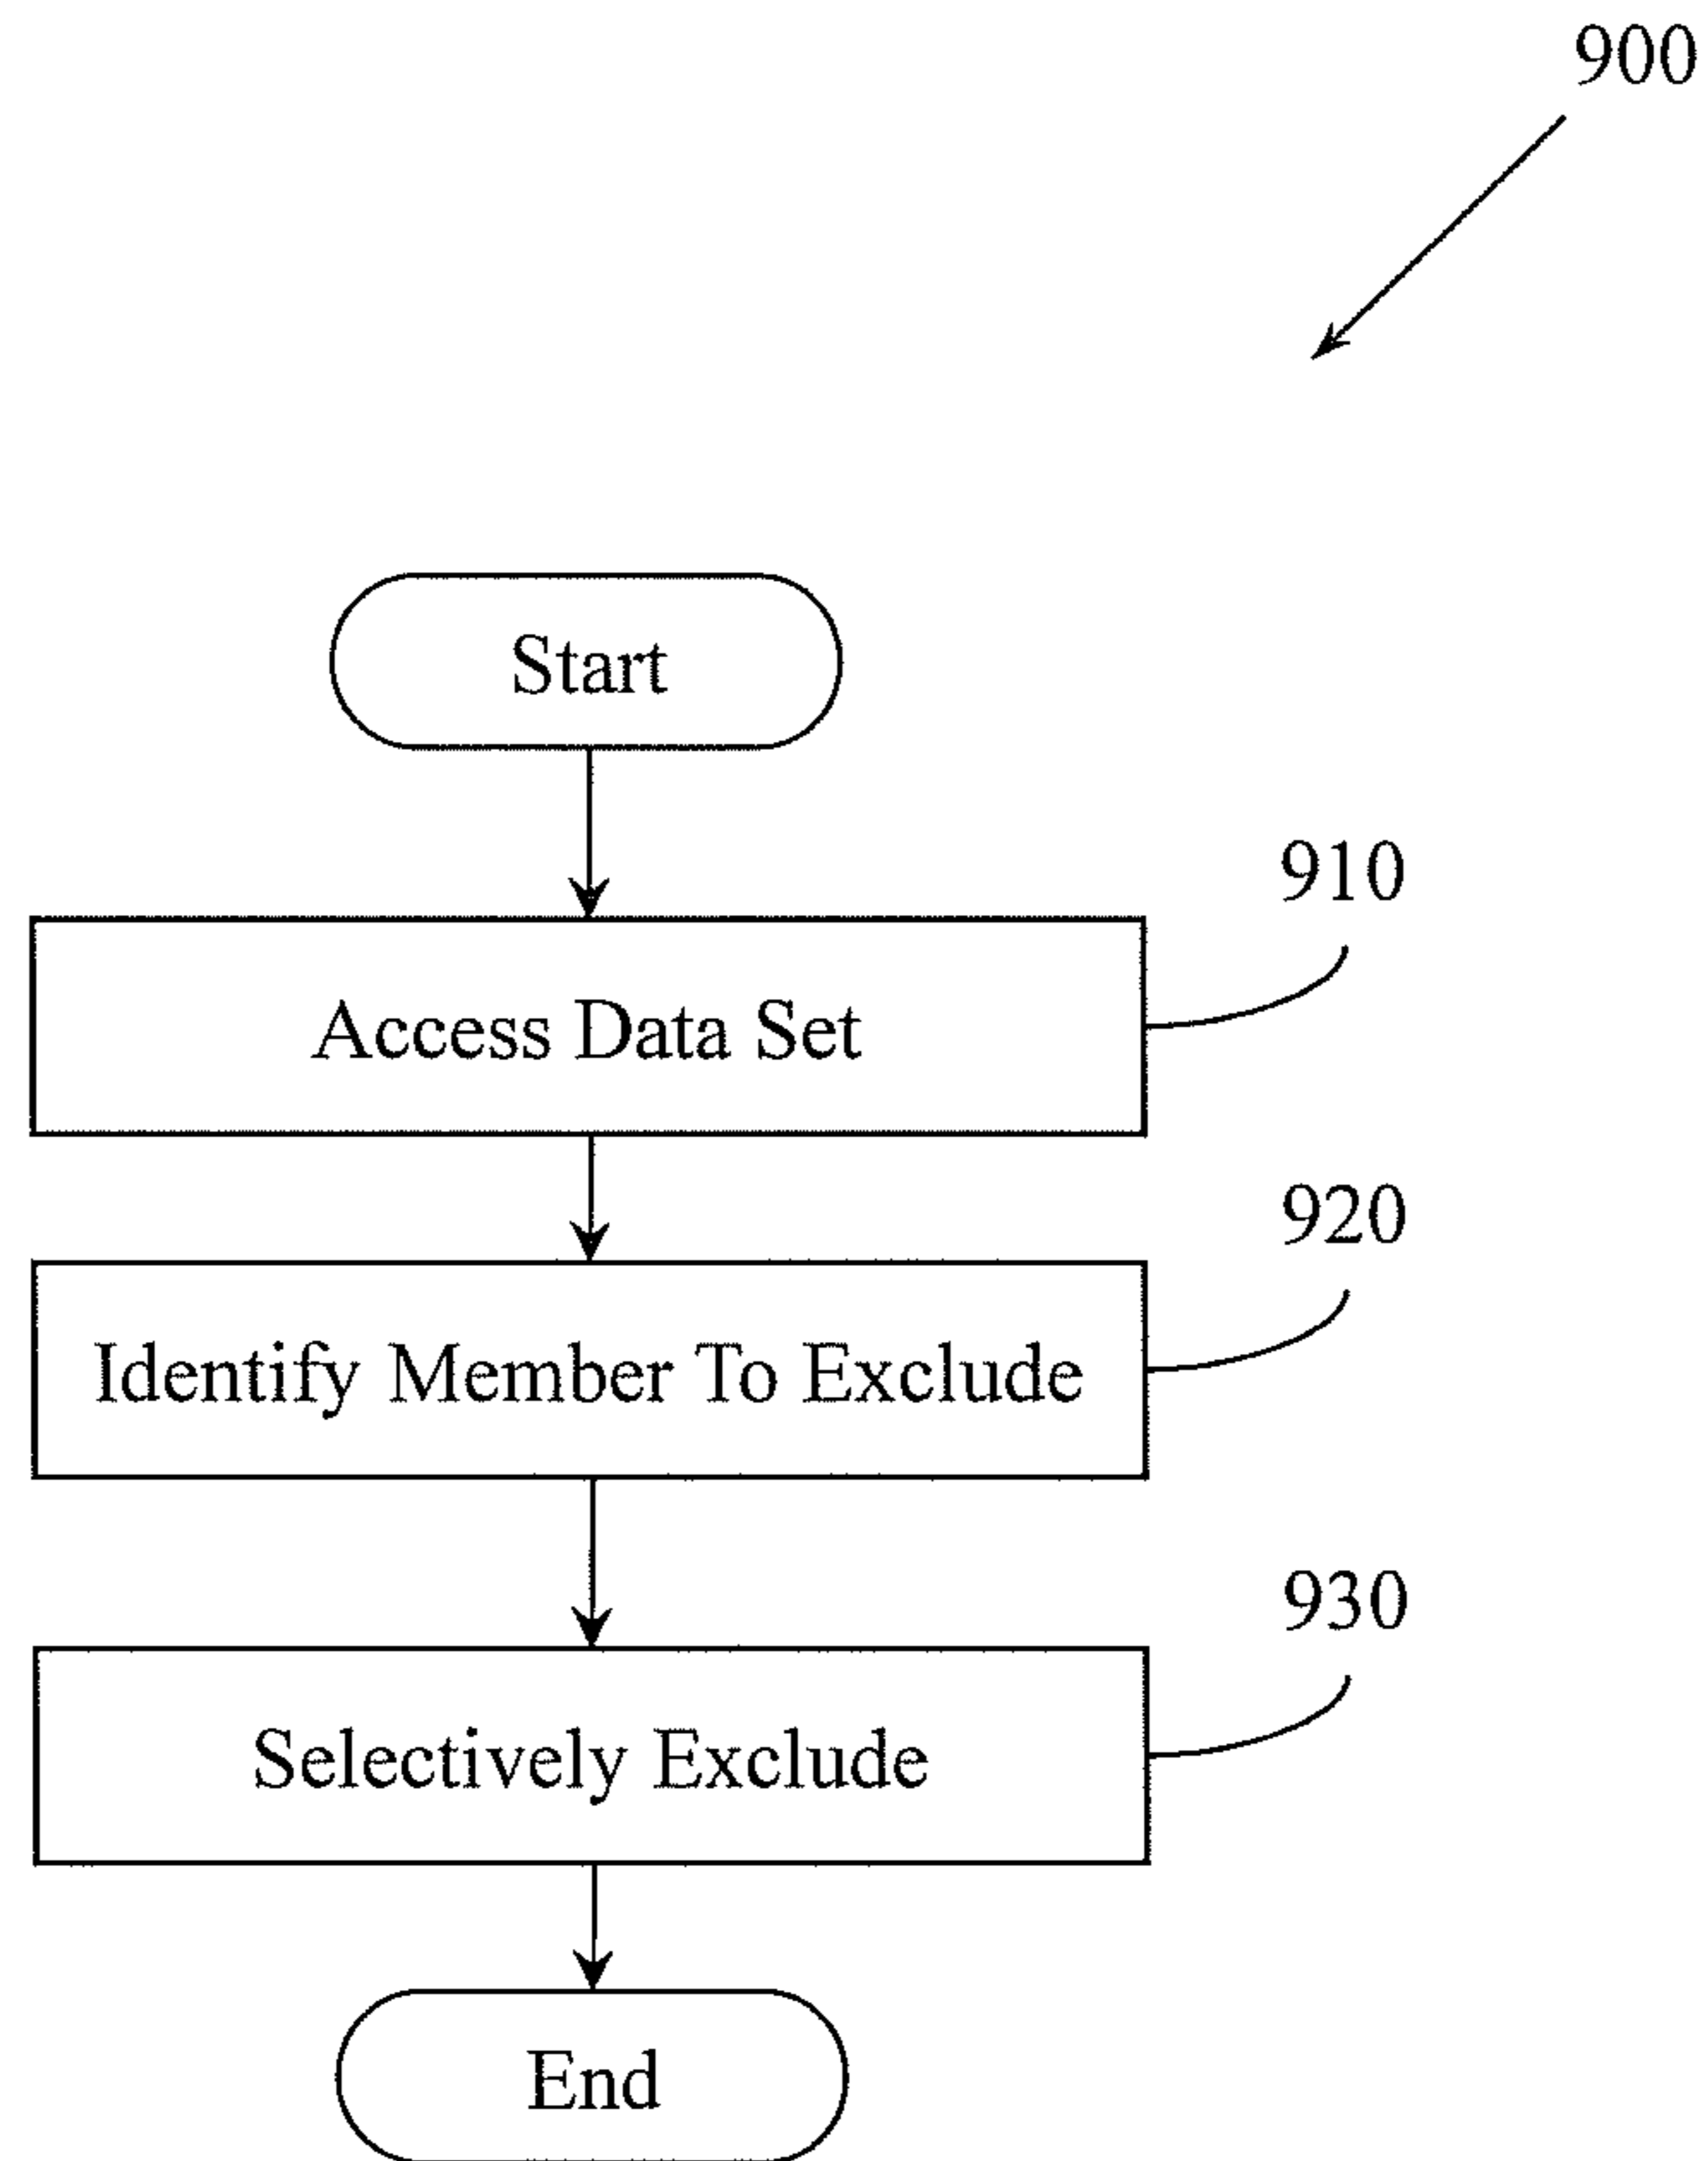 900
Start
910
Access Data Set
920
Identify Member To Exclude
930
Selectively Exclude
End